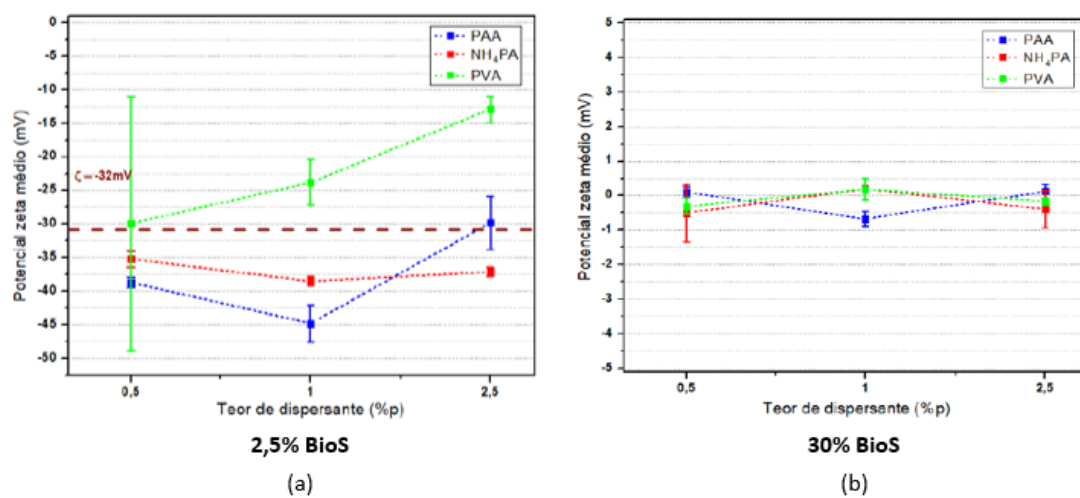 0
-5
-10
-15
-20
-25
-30
-35
-40
-45
-50
Potencial zeta médio (mV)
PAA
NH₄PA
PVA
ζ = -32mV
0,5
1
2,5
Teor de dispersante (%p)
2,5% BioS
(a)
5
4
3
2
1
0
-1
-2
-3
-4
-5
Potencial zeta médio (mV)
PAA
NH₄PA
PVA
0,5
1
2,5
Teor de dispersante (%p)
30% BioS
(b)